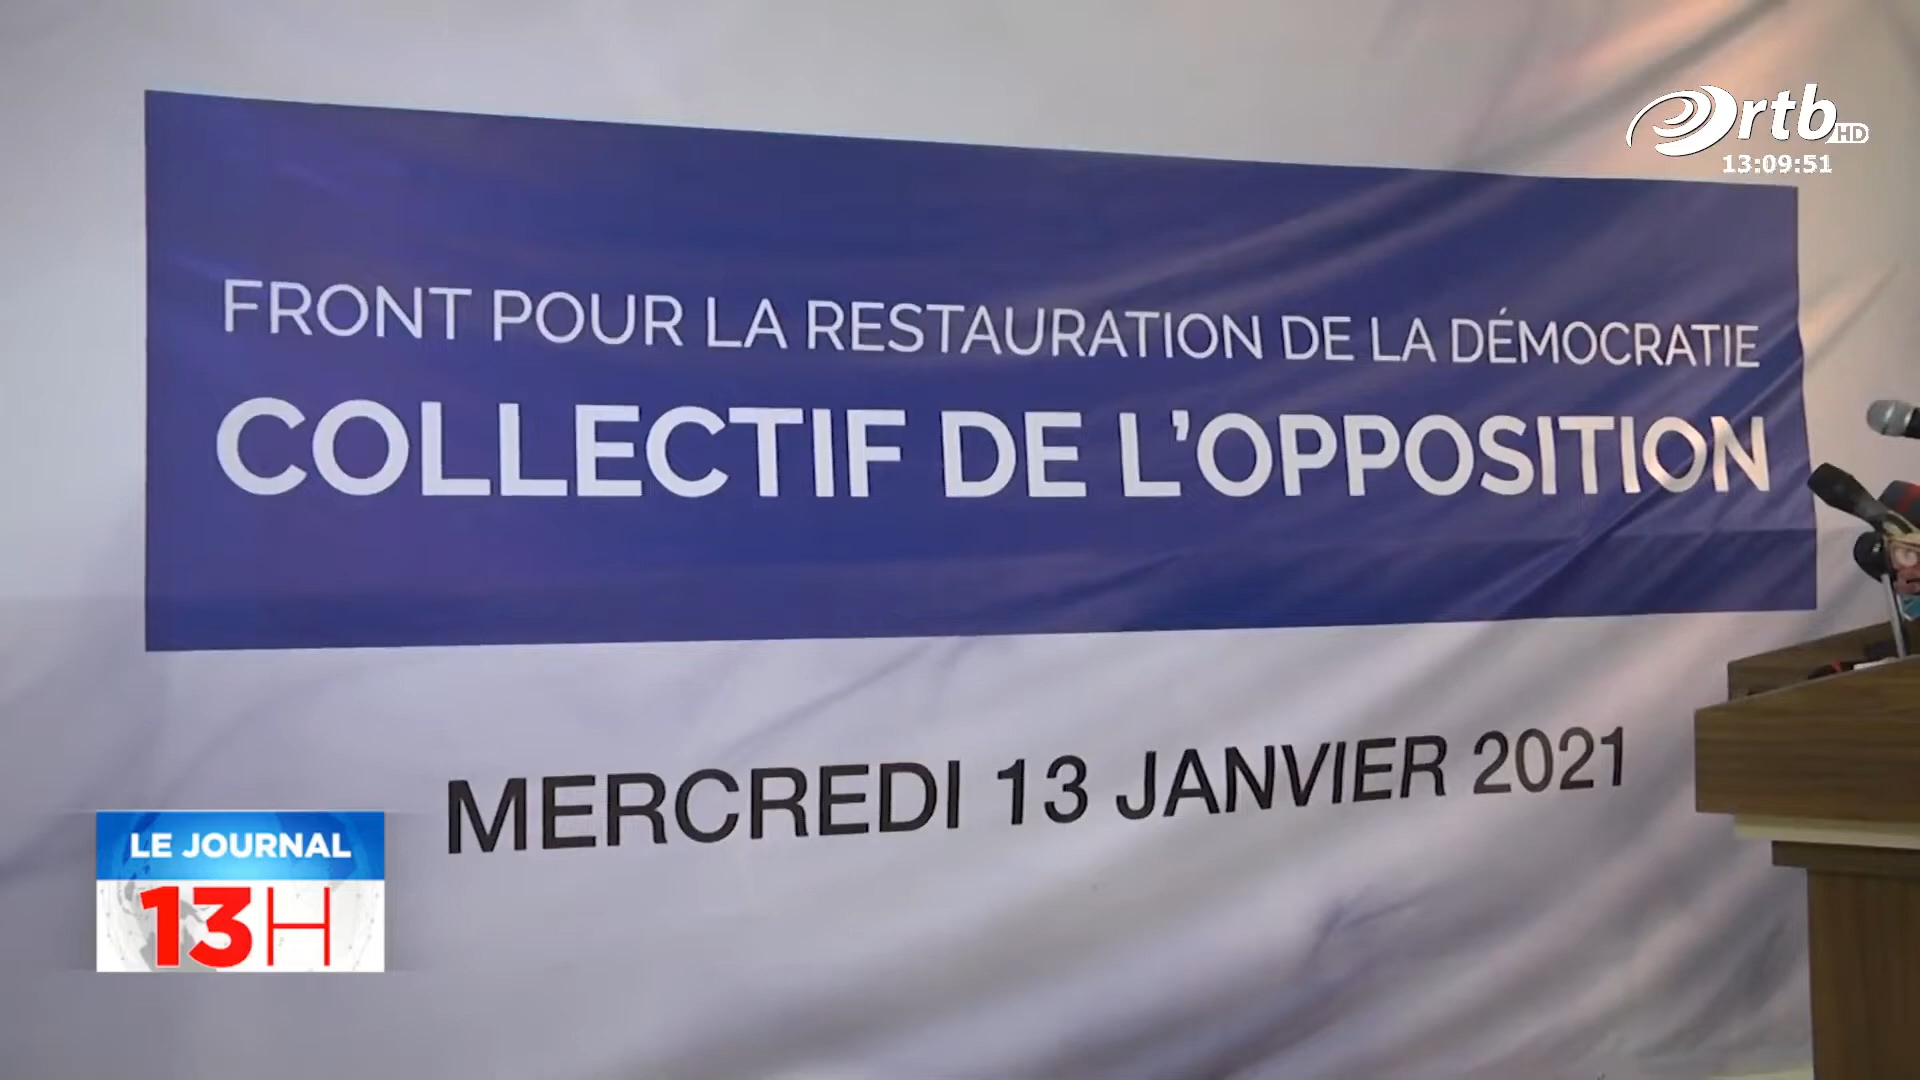 rtb HD
13:09:51
FRONT POUR LA RESTAURATION DE LA DÉMOCRATIE
COLLECTIF DE L'OPPOSITION
MERCREDI 13 JANVIER 2021
LE JOURNAL
13H